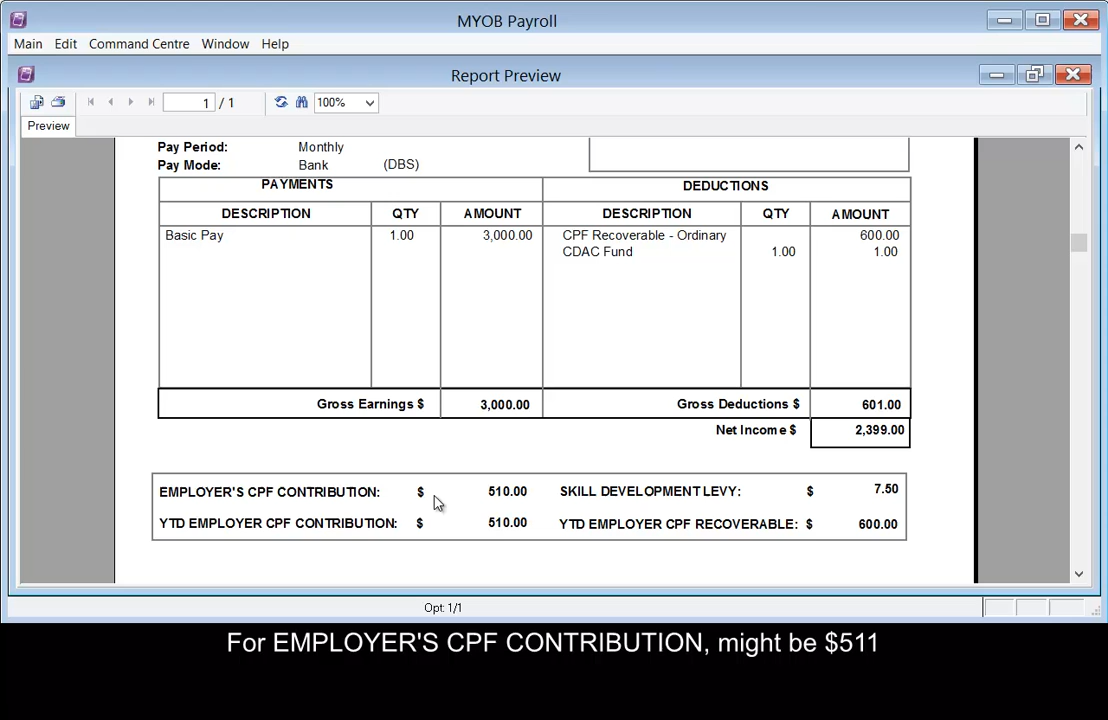 MYOB Payroll
Main Edit Command Centre Window Help
Report Preview
1 / 1 100%
Preview
Pay Period: Monthly
Pay Mode: Bank (DBS)
PAYMENTS DEDUCTIONS
DESCRIPTION QTY AMOUNT DESCRIPTION QTY AMOUNT
Basic Pay 1.00 3,000.00 CPF Recoverable - Ordinary 600.00
CDAC Fund 1.00 1.00
Gross Earnings $ 3,000.00 Gross Deductions $ 601.00
Net Income $ 2,399.00
EMPLOYER'S CPF CONTRIBUTION: $ 510.00 SKILL DEVELOPMENT LEVY: $ 7.50
YTD EMPLOYER CPF CONTRIBUTION: $ 510.00 YTD EMPLOYER CPF RECOVERABLE: $ 600.00
Opt: 1/1
For EMPLOYER'S CPF CONTRIBUTION, might be $511